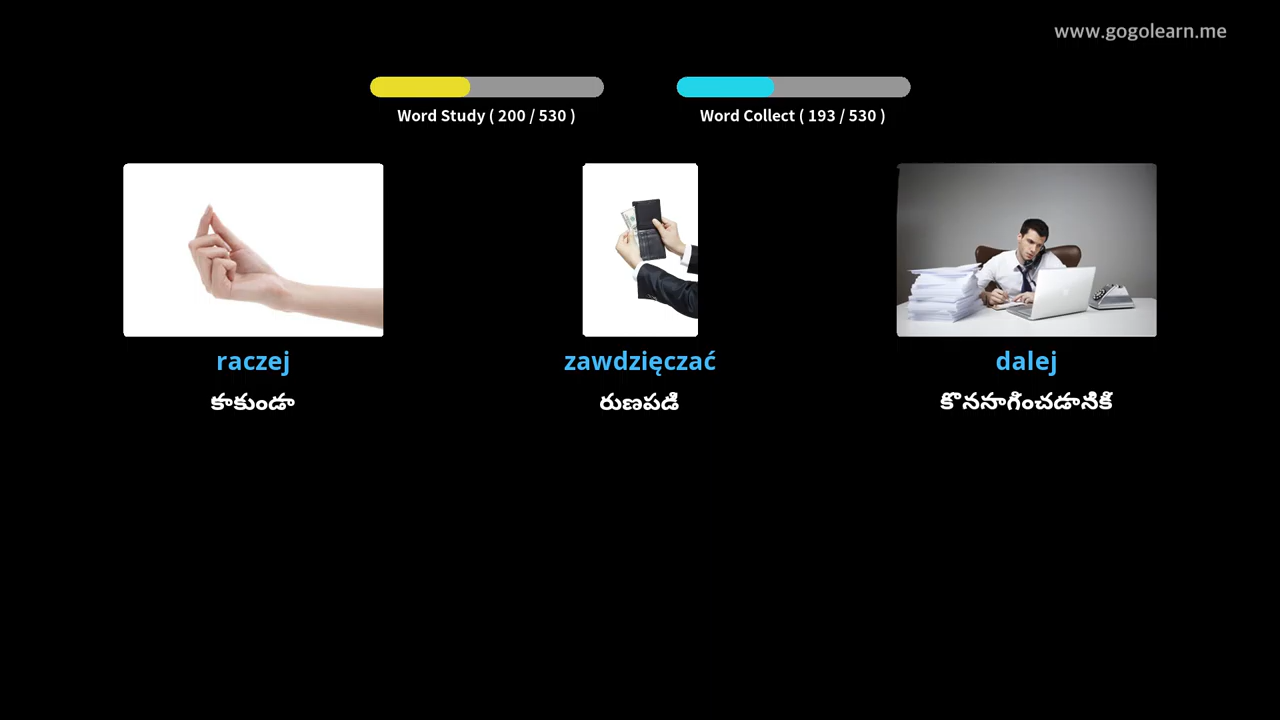 www.gogolearn.me
Word Study ( 200 / 530 )
Word Collect ( 193 / 530 )
raczej
zawdzięczać
dalej
కాకుండా
రుణపడి
కొనసాగించడానికి